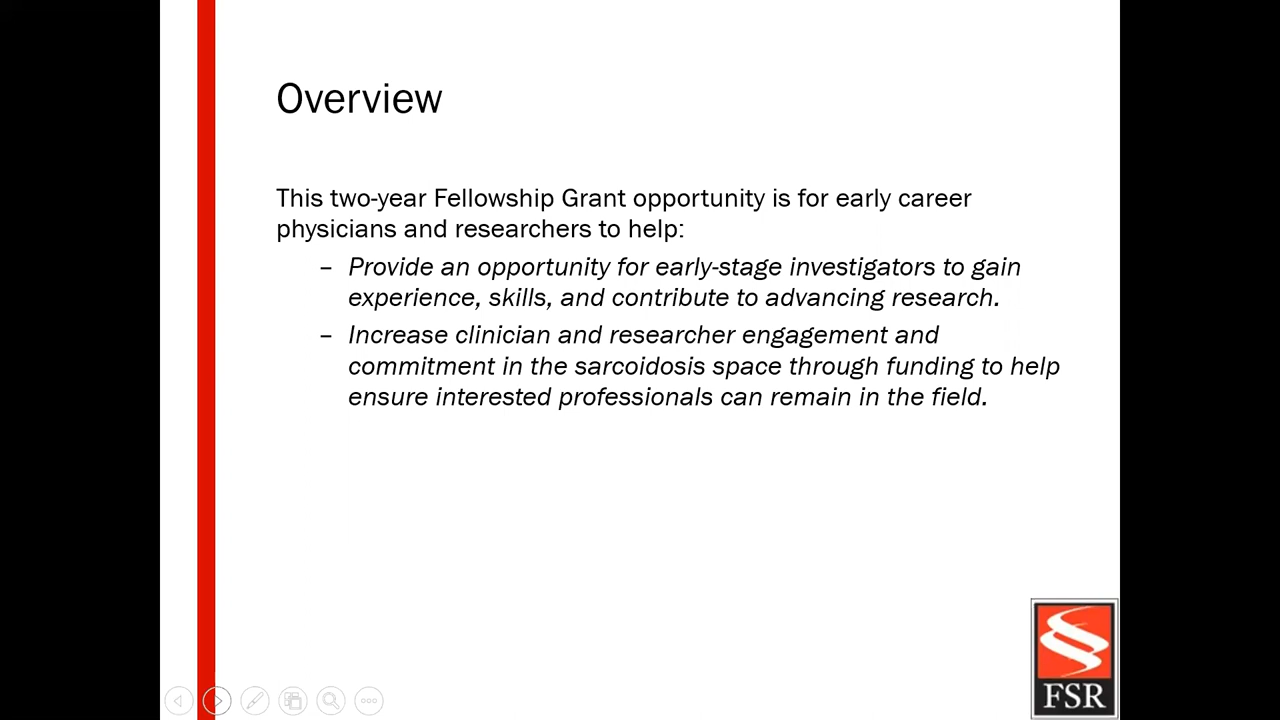 Overview
This two-year Fellowship Grant opportunity is for early career
physicians and researchers to help:
– Provide an opportunity for early-stage investigators to gain
experience, skills, and contribute to advancing research.
– Increase clinician and researcher engagement and
commitment in the sarcoidosis space through funding to help
ensure interested professionals can remain in the field.
FSR